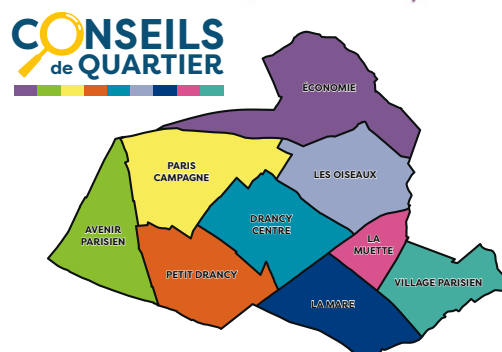 CONSEILS
de QUARTIER
ÉCONOMIE
PARIS
CAMPAGNE
LES OISEAUX
DRANCY
CENTRE
AVENIR
PARISIEN
LA
MUETTE
PETIT DRANCY
VILLAGE PARISIEN
LA MARE